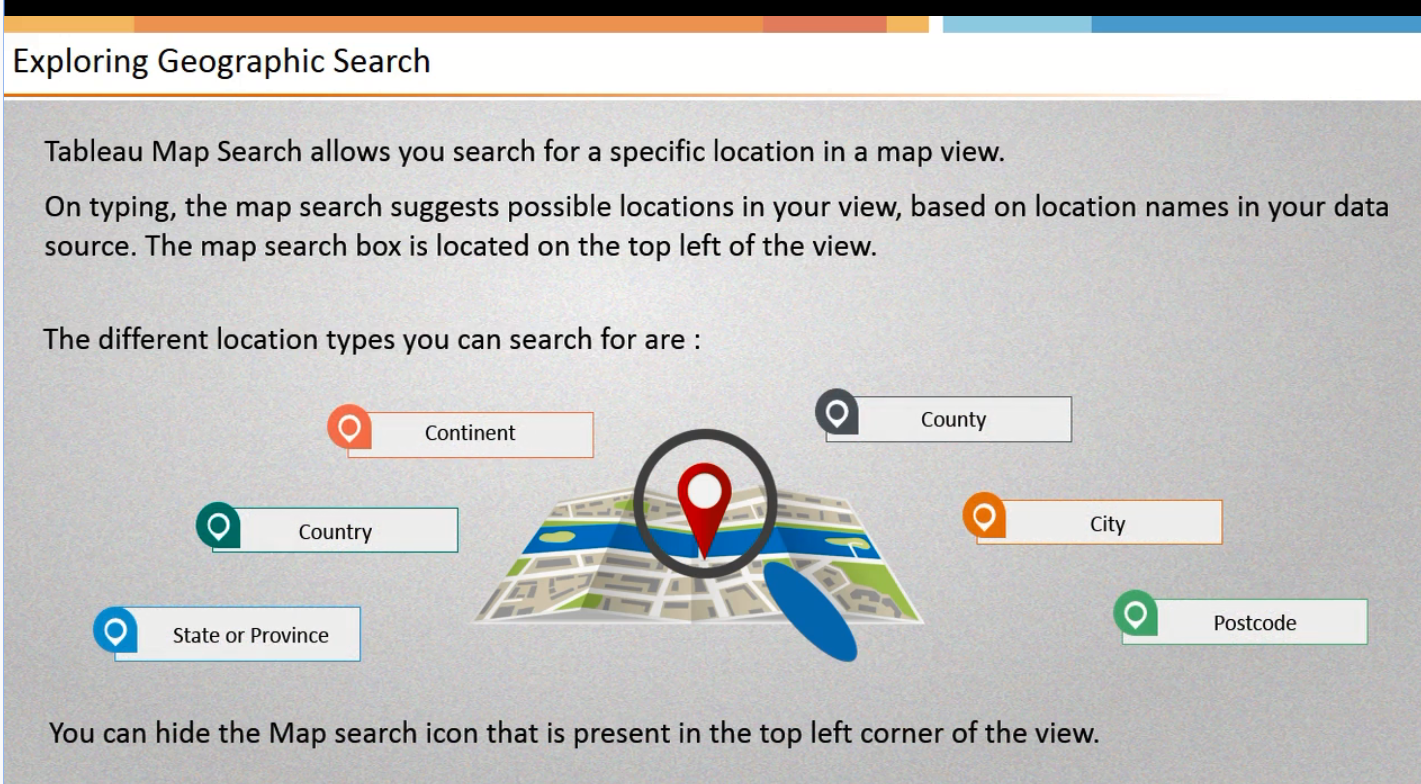 Exploring Geographic Search
Tableau Map Search allows you search for a specific location in a map view.
On typing, the map search suggests possible locations in your view, based on location names in your data
source. The map search box is located on the top left of the view.
The different location types you can search for are :
Continent
County
Country
City
State or Province
Postcode
You can hide the Map search icon that is present in the top left corner of the view.